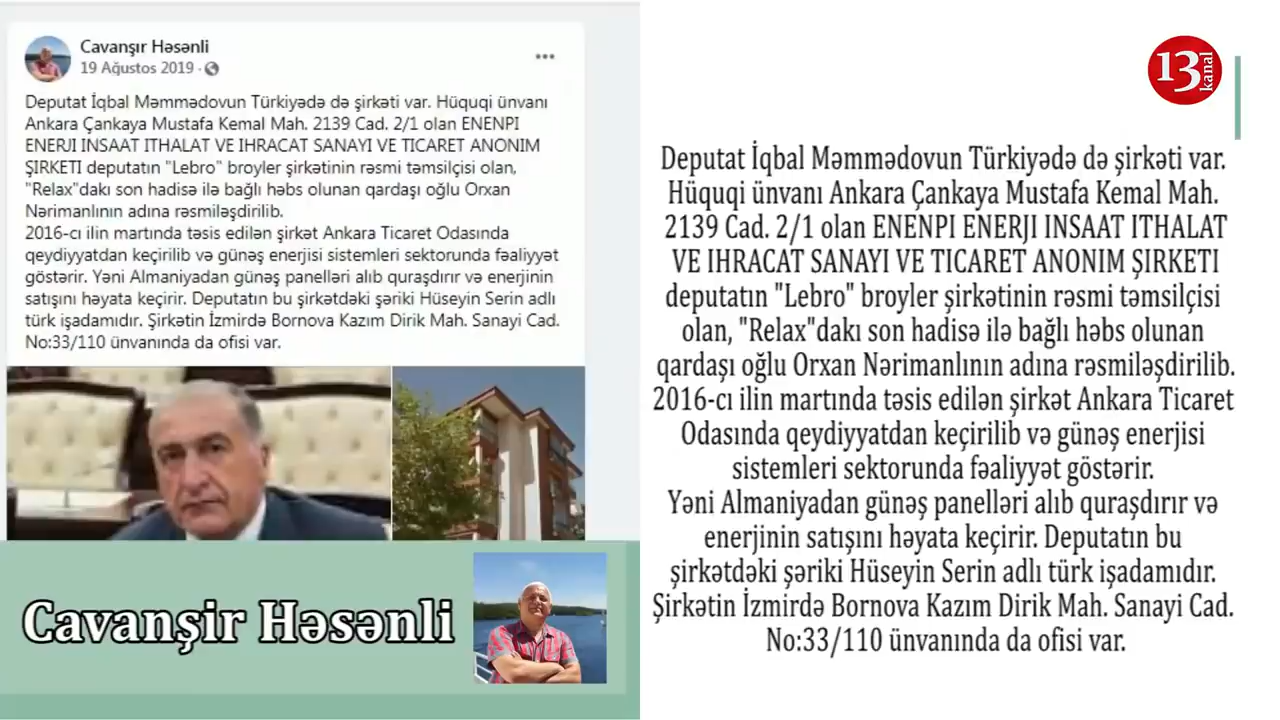 Cavanşır Həsənli
19 Ağustos 2019
Deputat İqbal Məmmədovun Türkiyədə də şirkəti var. Hüquqi ünvanı
Ankara Çankaya Mustafa Kemal Mah. 2139 Cad. 2/1 olan ENENPI
ENERJI INSAAT ITHALAT VE IHRACAT SANAYI VE TICARET ANONIM
ŞIRKETI deputatın "Lebro" broyler şirkətinin rəsmi təmsilçisi olan,
"Relax"dakı son hadisə ilə bağlı həbs olunan qardaşı oğlu Orxan
Nərimanlının adına rəsmiləşdirilib.
2016-cı ilin martında təsis edilən şirkət Ankara Ticaret Odasında
qeydiyyatdan keçirilib və günəş enerjisi sistemleri sektorunda fəaliyyət
göstərir. Yəni Almaniyadan günəş panelləri alıb quraşdırır və enerjinin
satışını həyata keçirir. Deputatın bu şirkətdəki şəriki Hüseyin Serin adlı
türk işadamıdır. Şirkətin İzmirdə Bornova Kazım Dirik Mah. Sanayi Cad.
No:33/110 ünvanında da ofisi var.
Cavanşir Həsənli
13 kanal
Deputat İqbal Məmmədovun Türkiyədə də şirkəti var.
Hüquqi ünvanı Ankara Çankaya Mustafa Kemal Mah.
2139 Cad. 2/1 olan ENENPI ENERJI INSAAT ITHALAT
VE IHRACAT SANAYI VE TICARET ANONIM ŞIRKETI
deputatın "Lebro" broyler şirkətinin rəsmi təmsilçisi
olan, "Relax"dakı son hadisə ilə bağlı həbs olunan
qardaşı oğlu Orxan Nərimanlının adına rəsmiləşdirilib.
2016-cı ilin martında təsis edilən şirkət Ankara Ticaret
Odasında qeydiyyatdan keçirilib və günəş enerjisi
sistemleri sektorunda fəaliyyət göstərir.
Yəni Almaniyadan günəş panelləri alıb quraşdırır və
enerjinin satışını həyata keçirir. Deputatın bu
şirkətdəki şəriki Hüseyin Serin adlı türk işadamıdır.
Şirkətin İzmirdə Bornova Kazım Dirik Mah. Sanayi Cad.
No:33/110 ünvanında da ofisi var.